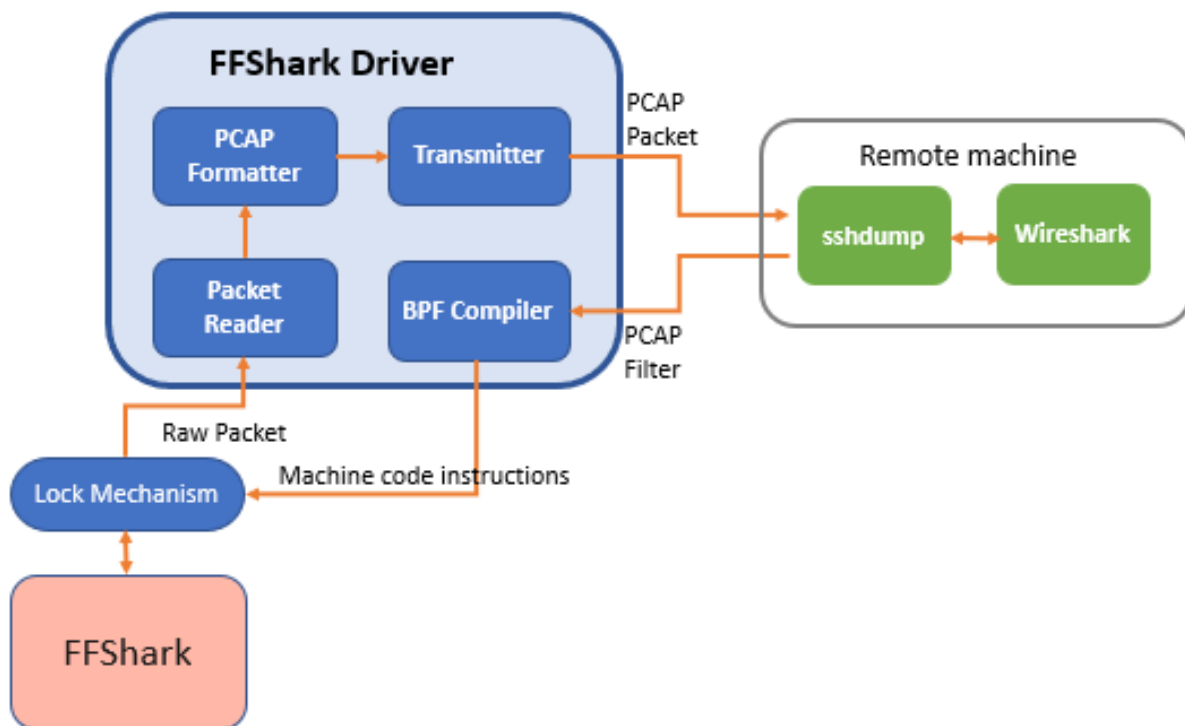 FFShark Driver
PCAP
Formatter
Transmitter
PCAP
Packet
Remote machine
sshdump
Wireshark
Packet
Reader
BPF Compiler
PCAP
Filter
Raw Packet
Machine code instructions
Lock Mechanism
FFShark